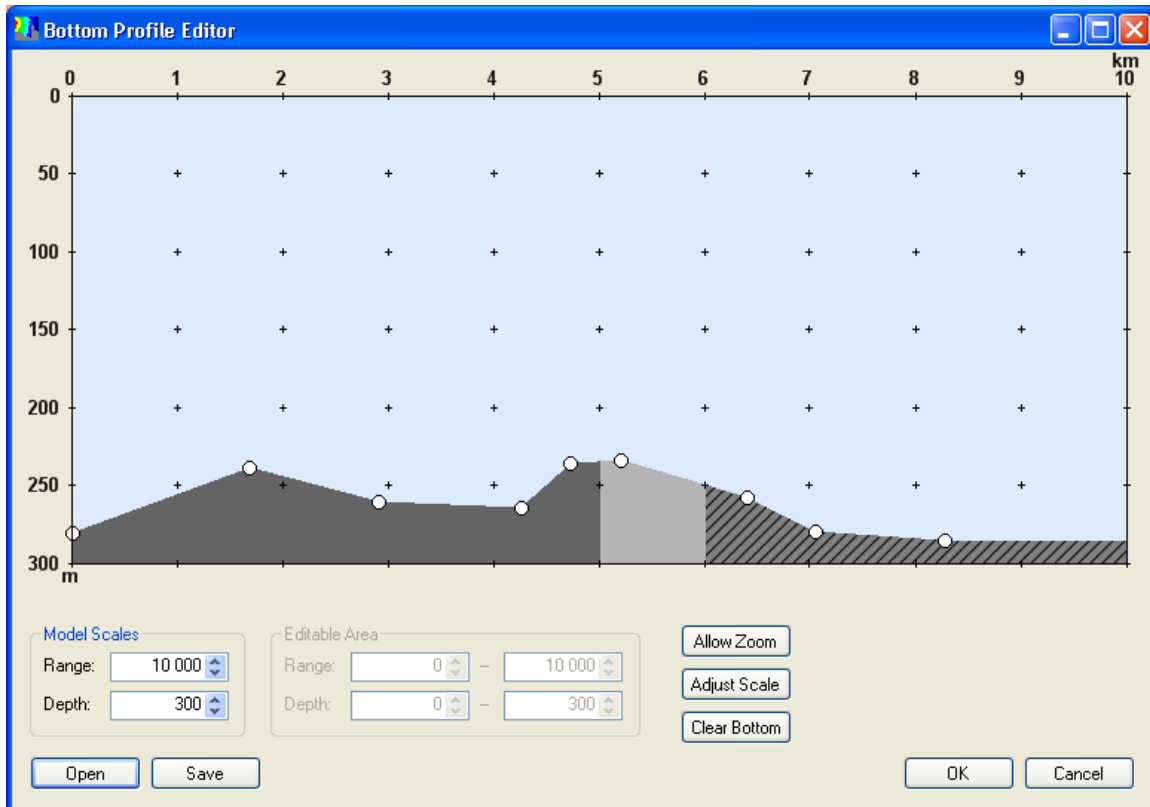 Bottom Profile Editor
km
0 1 2 3 4 5 6 7 8 9 10
0
50
100
150
200
250
300
m
Model Scales
Range: 10 000
Depth: 300
Editable Area
Range: 0 – 10 000
Depth: 0 – 300
Allow Zoom
Adjust Scale
Clear Bottom
Open Save OK Cancel